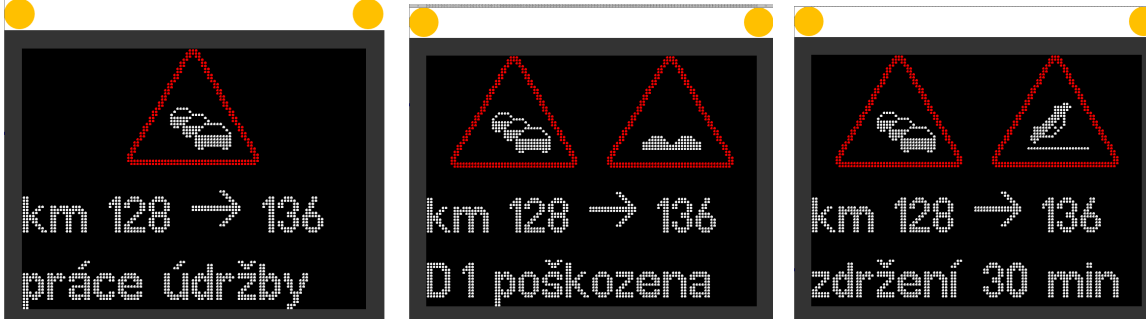 km 128 → 136
práce údržby
km 128 → 136
D1 poškozena
km 128 → 136
zdržení 30 min